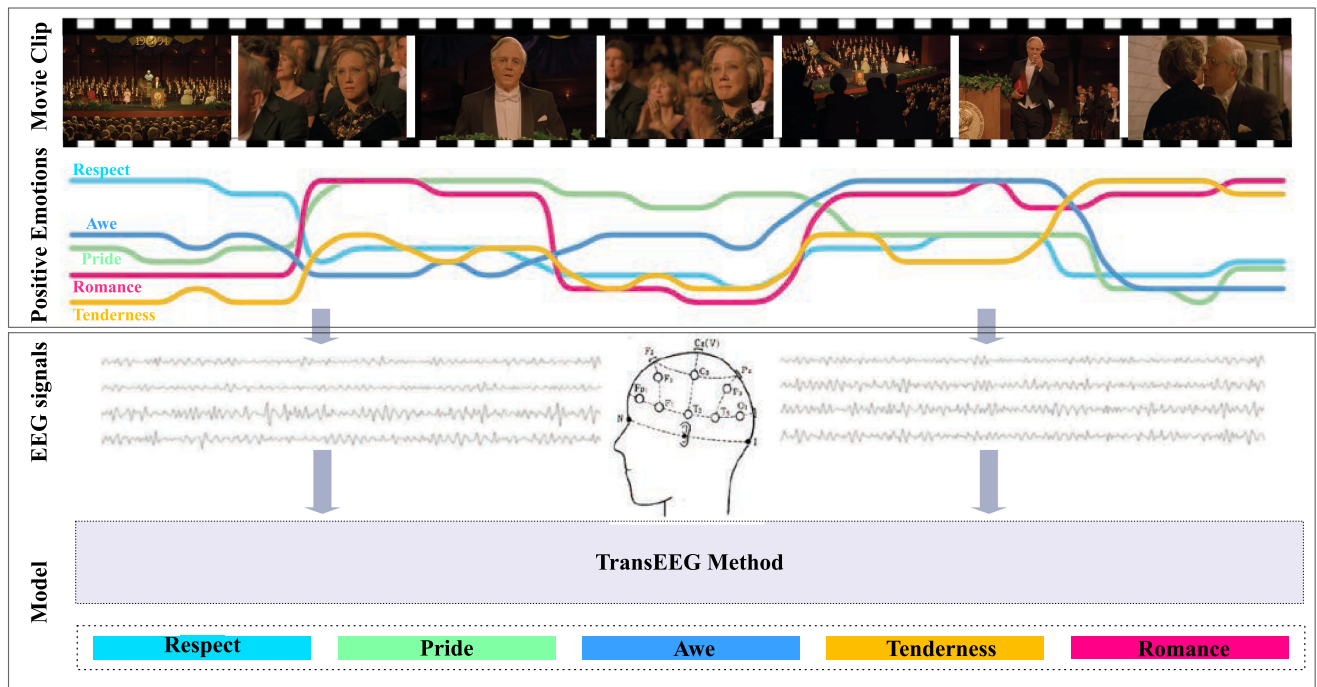 Movie Clip
1994
Positive Emotions
Respect
Awe
Pride
Romance
Tenderness
EEG signals
N
I
Model
TransEEG Method
Respect
Pride
Awe
Tenderness
Romance